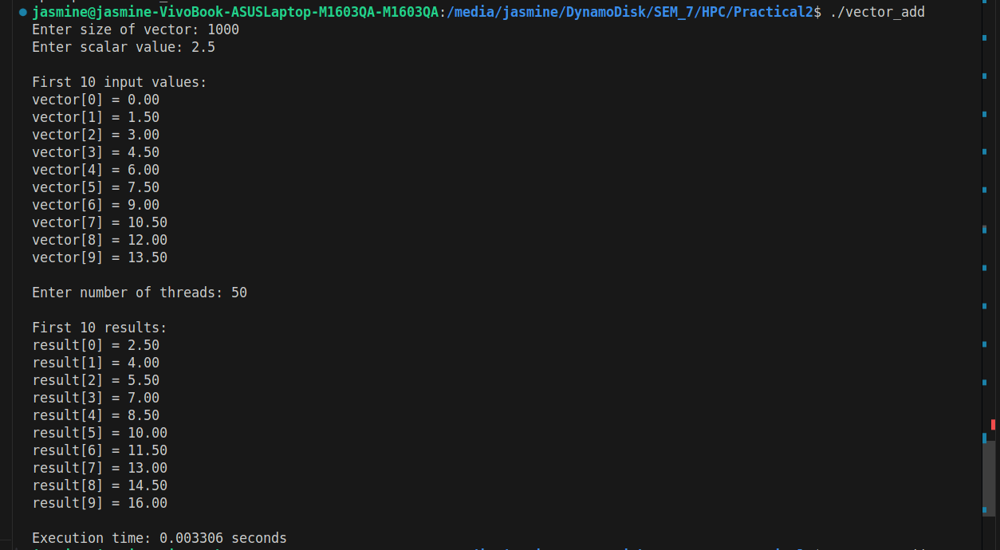 jasmine@jasmine-VivoBook-ASUSLaptop-M1603QA-M1603QA:/media/jasmine/DynamoDisk/SEM_7/HPC/Practical2$ ./vector_add
Enter size of vector: 1000
Enter scalar value: 2.5
First 10 input values:
vector[0] = 0.00
vector[1] = 1.50
vector[2] = 3.00
vector[3] = 4.50
vector[4] = 6.00
vector[5] = 7.50
vector[6] = 9.00
vector[7] = 10.50
vector[8] = 12.00
vector[9] = 13.50
Enter number of threads: 50
First 10 results:
result[0] = 2.50
result[1] = 4.00
result[2] = 5.50
result[3] = 7.00
result[4] = 8.50
result[5] = 10.00
result[6] = 11.50
result[7] = 13.00
result[8] = 14.50
result[9] = 16.00
Execution time: 0.003306 seconds